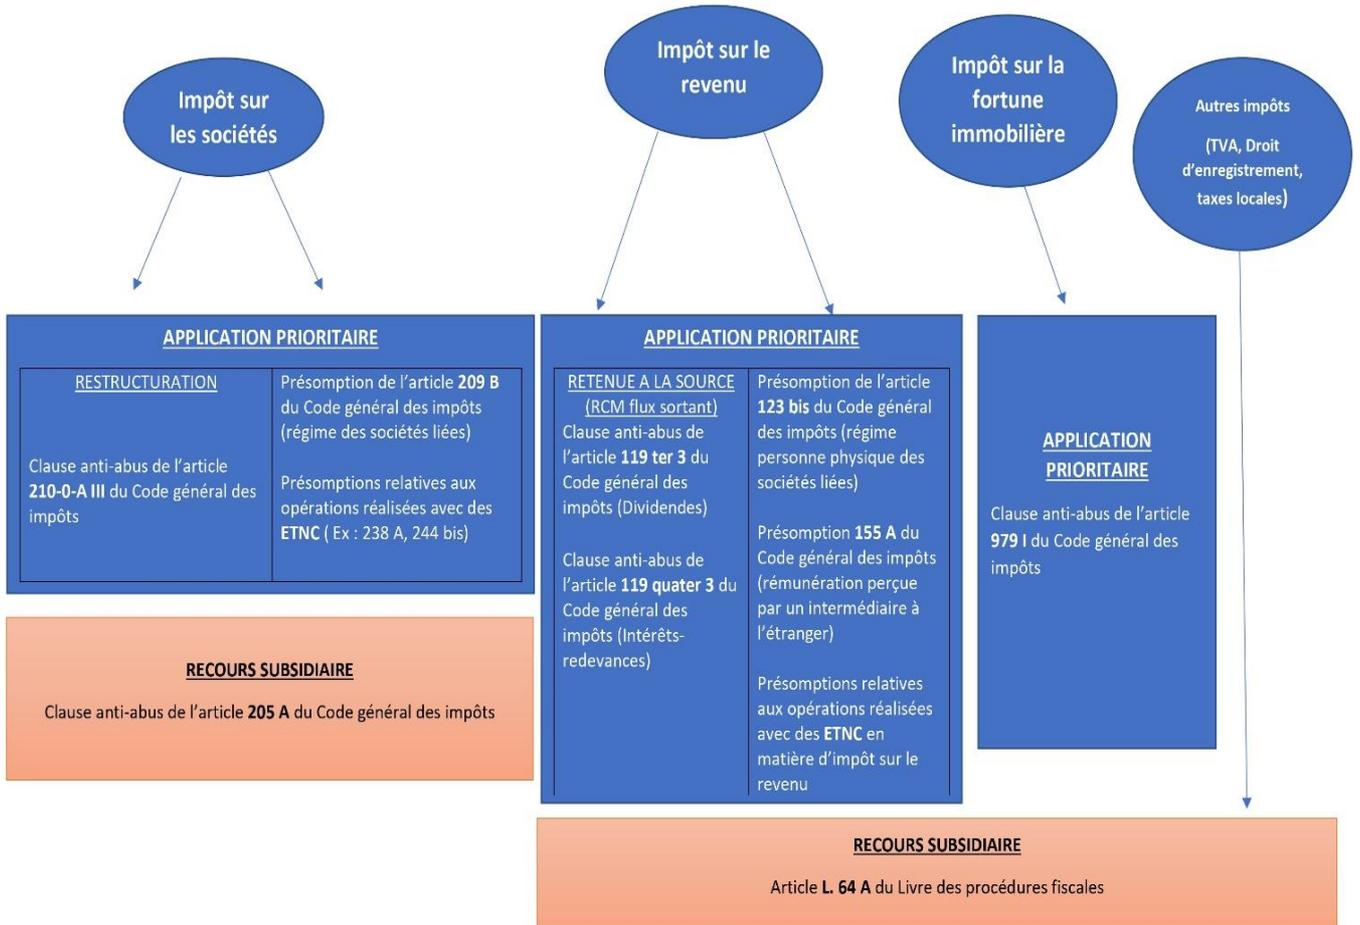 Impôt sur
les sociétés
Impôt sur le
revenu
Impôt sur la
fortune
immobilière
Autres impôts
(TVA, Droit
d'enregistrement,
taxes locales)
APPLICATION PRIORITAIRE
RESTRUCTURATION
Clause anti-abus de l'article
210-0-A III du Code général des
impôts
Présomption de l'article 209 B
du Code général des impôts
(régime des sociétés liées)
Présomptions relatives aux
opérations réalisées avec des
ETNC ( Ex : 238 A, 244 bis)
RECOURS SUBSIDIAIRE
Clause anti-abus de l'article 205 A du Code général des impôts
APPLICATION PRIORITAIRE
RETENUE A LA SOURCE
(RCM flux sortant)
Clause anti-abus de
l'article 119 ter 3 du
Code général des
impôts (Dividendes)
Clause anti-abus de
l'article 119 quater 3 du
Code général des
impôts (Intérêts-
redevances)
Présomption de l'article
123 bis du Code général
des impôts (régime
personne physique des
sociétés liées)
Présomption 155 A du
Code général des impôts
(rémunération perçue
par un intermédiaire à
l'étranger)
Présomptions relatives
aux opérations réalisées
avec des ETNC en
matière d'impôt sur le
revenu
APPLICATION
PRIORITAIRE
Clause anti-abus de l'article
979 I du Code général des
impôts
RECOURS SUBSIDIAIRE
Article L. 64 A du Livre des procédures fiscales